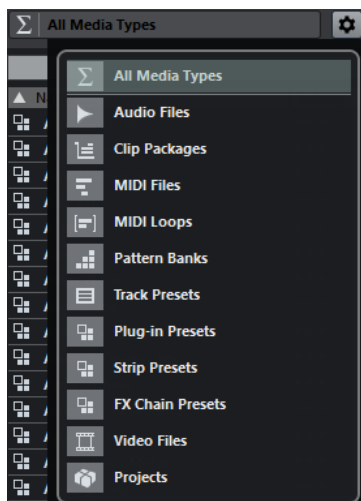 Σ All Media Types
Σ All Media Types
Audio Files
Clip Packages
MIDI Files
MIDI Loops
Pattern Banks
Track Presets
Plug-in Presets
Strip Presets
FX Chain Presets
Video Files
Projects